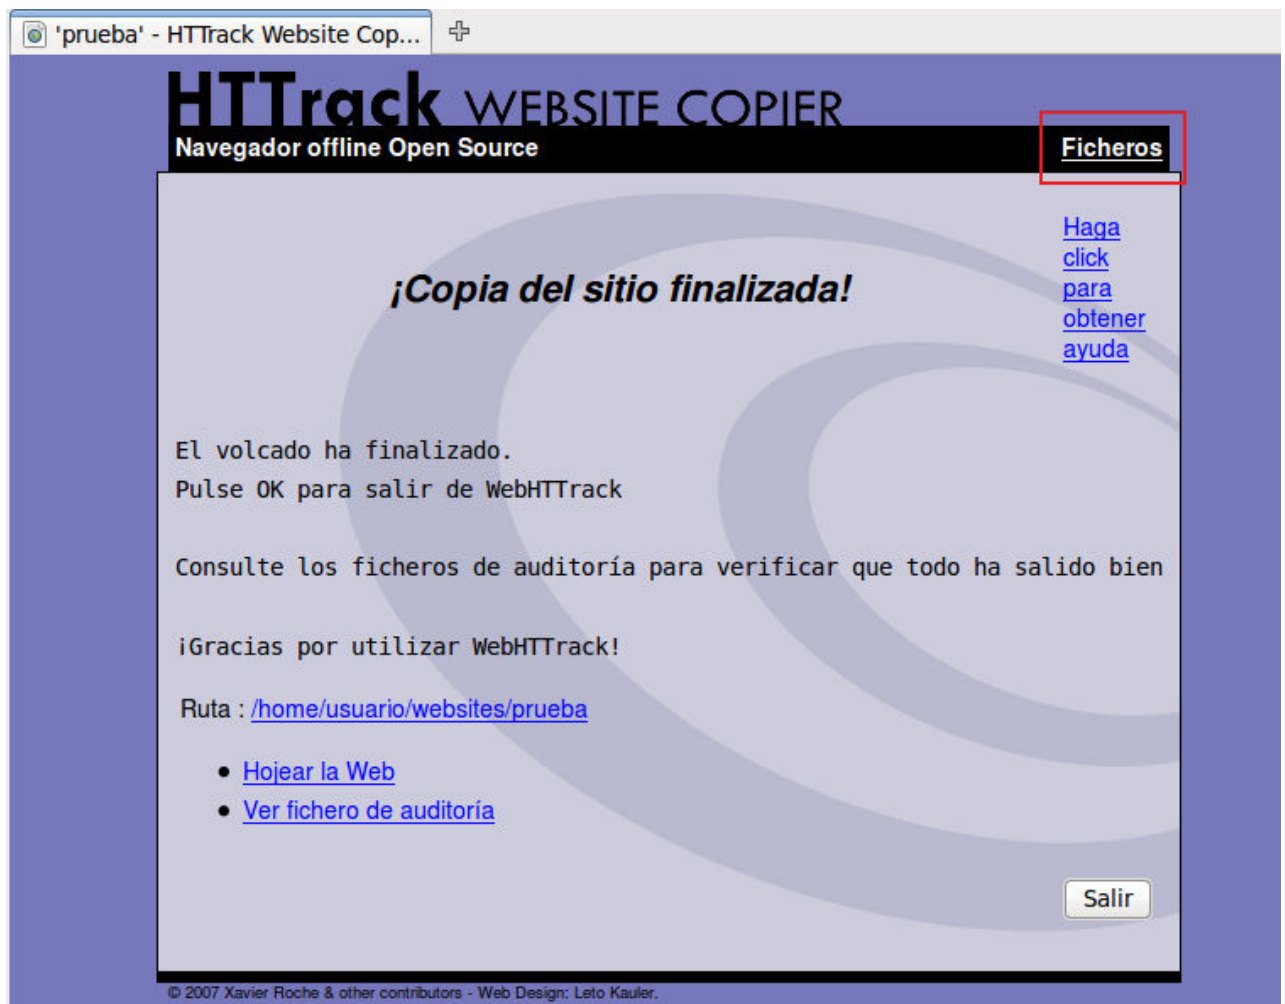 'prueba' - HTTrack Website Cop...
HTTrack WEBSITE COPIER
Navegador offline Open Source
Ficheros
Haga
click
para
obtener
ayuda
¡Copia del sitio finalizada!
El volcado ha finalizado.
Pulse OK para salir de WebHTTrack
Consulte los ficheros de auditoría para verificar que todo ha salido bien
¡Gracias por utilizar WebHTTrack!
Ruta : /home/usuario/websites/prueba
Hojear la Web
Ver fichero de auditoría
Salir
© 2007 Xavier Roche & other contributors - Web Design: Leto Kauler.